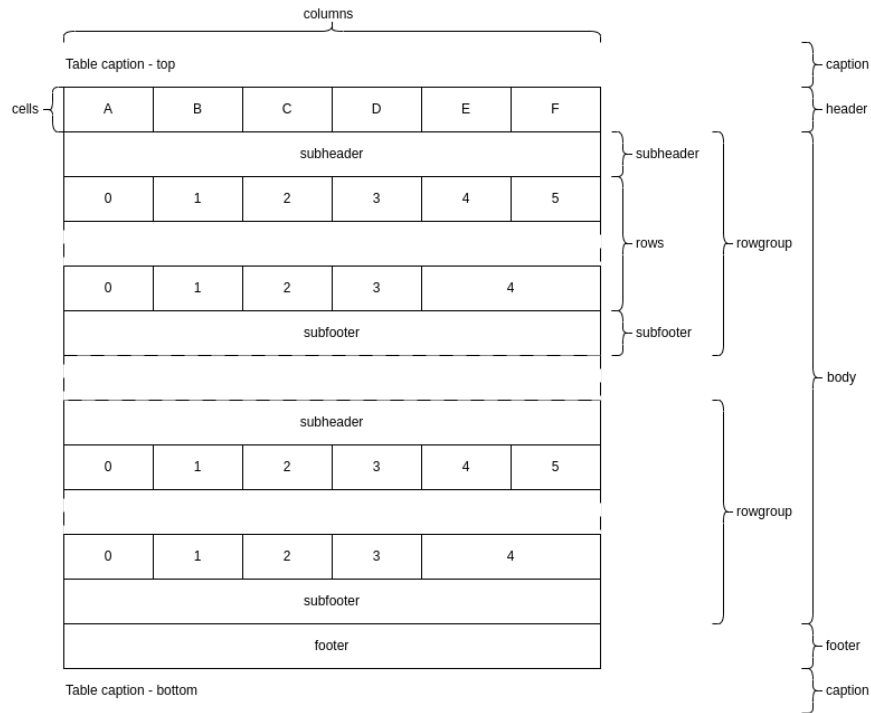 columns
Table caption - top caption
cells A B C D E F header
subheader subheader
0 1 2 3 4 5
rows rowgroup
0 1 2 3 4
subfooter subfooter
body
subheader
0 1 2 3 4 5
rowgroup
0 1 2 3 4
subfooter
footer footer
Table caption - bottom caption